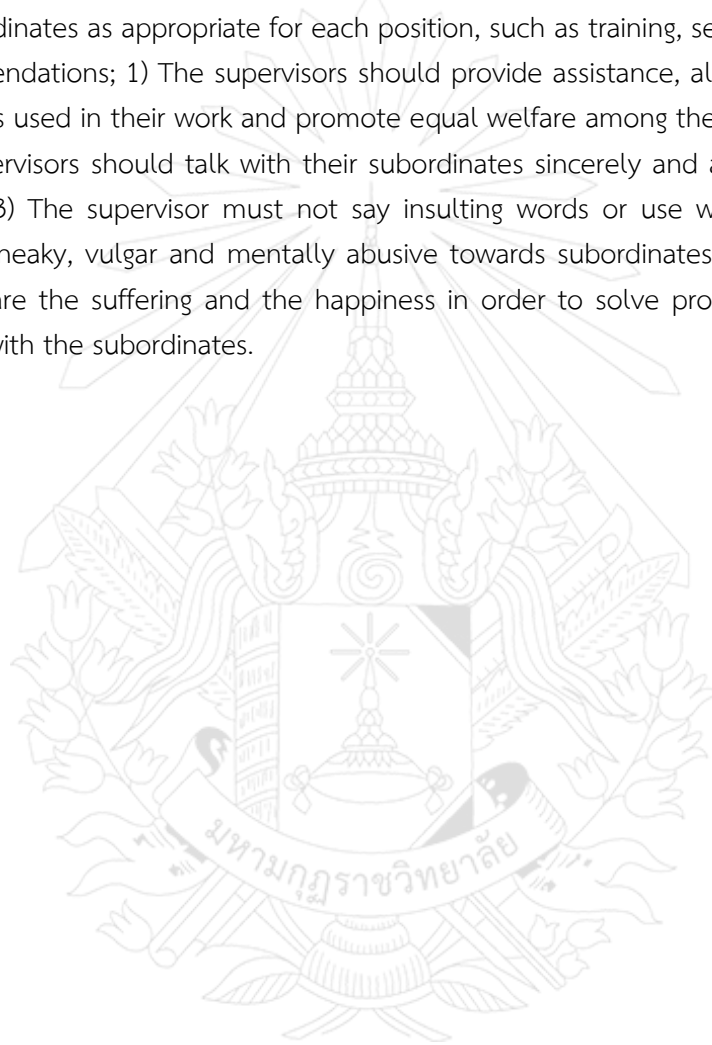 dinates as appropriate for each position, such as training, se
endations; 1) The supervisors should provide assistance, al
s used in their work and promote equal welfare among the
ervisors should talk with their subordinates sincerely and a
3) The supervisor must not say insulting words or use w
neaky, vulgar and mentally abusive towards subordinates
are the suffering and the happiness in order to solve pro
with the subordinates.
มหามกุฏราชวิทยาลัย